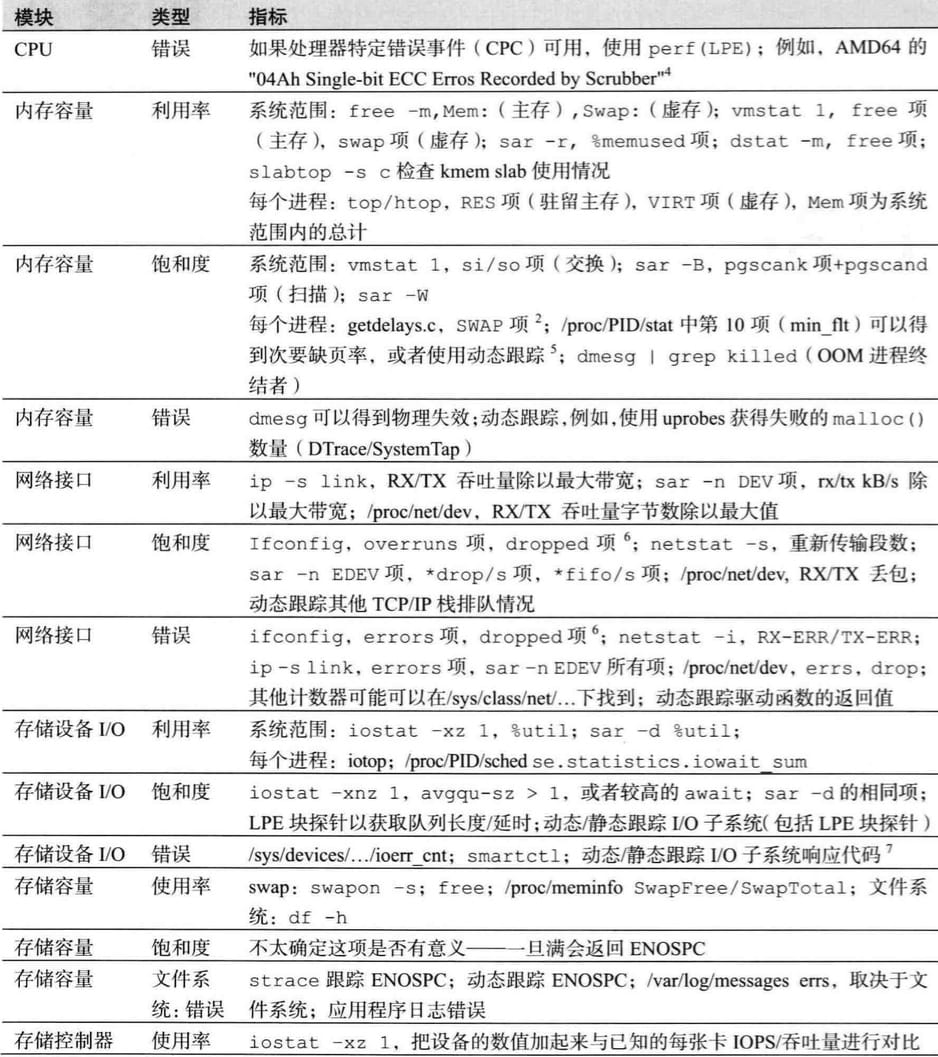 模块 类型 指标
CPU 错误 如果处理器特定错误事件（CPC）可用，使用 perf(LPE)；例如，AMD64 的
"04Ah Single-bit ECC Erros Recorded by Scrubber"4
内存容量 利用率 系统范围：free -m,Mem:（主存）,Swap:（虚存）；vmstat 1, free 项
（主存），swap 项（虚存）；sar -r, %memused 项；dstat -m, free 项；
slabtop -s c 检查 kmem slab 使用情况
每个进程：top/htop，RES 项（驻留主存），VIRT 项（虚存），Mem 项为系统
范围内的总计
内存容量 饱和度 系统范围：vmstat 1, si/so 项（交换）；sar -B, pgscank 项+pgscand
项（扫描）；sar -W
每个进程：getdelays.c，SWAP 项 2；/proc/PID/stat 中第 10 项（min_flt）可以得
到次要缺页率，或者使用动态跟踪 5；dmesg | grep killed（OOM 进程终
结者）
内存容量 错误 dmesg 可以得到物理失效；动态跟踪，例如，使用 uprobes 获得失败的 malloc()
数量（DTrace/SystemTap）
网络接口 利用率 ip -s link，RX/TX 吞吐量除以最大带宽；sar -n DEV 项，rx/tx kB/s 除
以最大带宽；/proc/net/dev，RX/TX 吞吐量字节数除以最大值
网络接口 饱和度 Ifconfig, overruns 项，dropped 项 6；netstat -s，重新传输段数；
sar -n EDEV 项，*drop/s 项，*fifo/s 项；/proc/net/dev, RX/TX 丢包；
动态跟踪其他 TCP/IP 栈排队情况
网络接口 错误 ifconfig, errors 项，dropped 项 6；netstat -i, RX-ERR/TX-ERR；
ip -s link, errors 项，sar -n EDEV 所有项；/proc/net/dev，errs，drop；
其他计数器可能可以在/sys/class/net/…下找到；动态跟踪驱动函数的返回值
存储设备 I/O 利用率 系统范围：iostat -xz 1, %util；sar -d %util；
每个进程：iotop；/proc/PID/sched se.statistics.iowait_sum
存储设备 I/O 饱和度 iostat -xnz 1, avgqu-sz > 1，或者较高的 await；sar -d 的相同项；
LPE 块探针以获取队列长度/延时；动态/静态跟踪 I/O 子系统（包括 LPE 块探针）
存储设备 I/O 错误 /sys/devices/…/ioerr_cnt；smartctl；动态/静态跟踪 I/O 子系统响应代码 7
存储容量 使用率 swap：swapon -s；free；/proc/meminfo SwapFree/SwapTotal；文件系
统：df -h
存储容量 饱和度 不太确定这项是否有意义——一旦满会返回 ENOSPC
存储容量 文件系 strace 跟踪 ENOSPC；动态跟踪 ENOSPC；/var/log/messages errs，取决于文
统：错误 件系统；应用程序日志错误
存储控制器 使用率 iostat -xz 1，把设备的数值加起来与已知的每张卡 IOPS/吞吐量进行对比